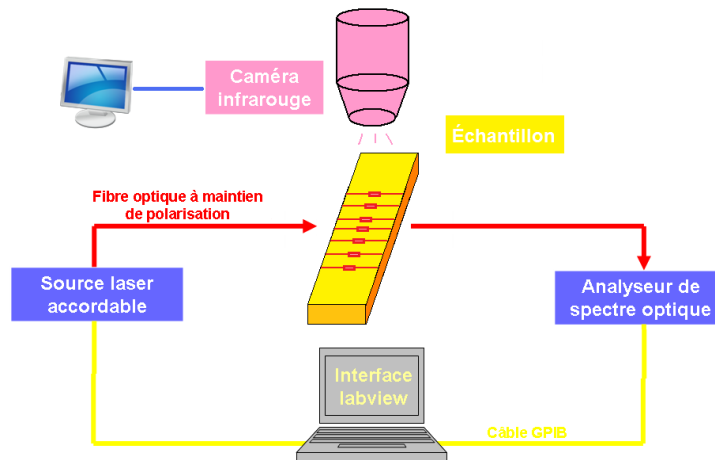 Caméra
infrarouge
Échantillon
Fibre optique à maintien
de polarisation
Source laser
accordable
Analyseur de
spectre optique
Interface
labview
Câble GPIB